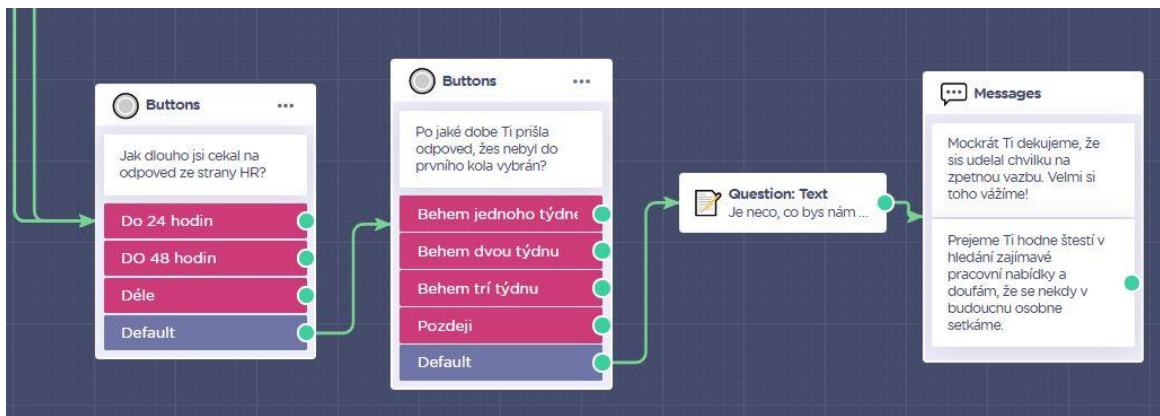 Buttons
Jak dlouho jsi cekal na
odpoved ze strany HR?
Do 24 hodin
DO 48 hodin
Déle
Default
Buttons
Po jaké dobe Ti prišla
odpoved, žes nebyl do
prvního kola vybrán?
Behem jednoho týdne
Behem dvou týdnu
Behem trí týdnu
Pozdeji
Default
Question: Text
Je neco, co bys nám ...
Messages
Mockrát Ti dekujeme, že
sis udelal chvilku na
zpetnou vazbu. Velmi si
toho vážíme!
Prejeme Ti hodne štestí v
hledání zajímavé
pracovní nabídky a
doufám, že se nekdy v
budoucnu osobne
setkáme.